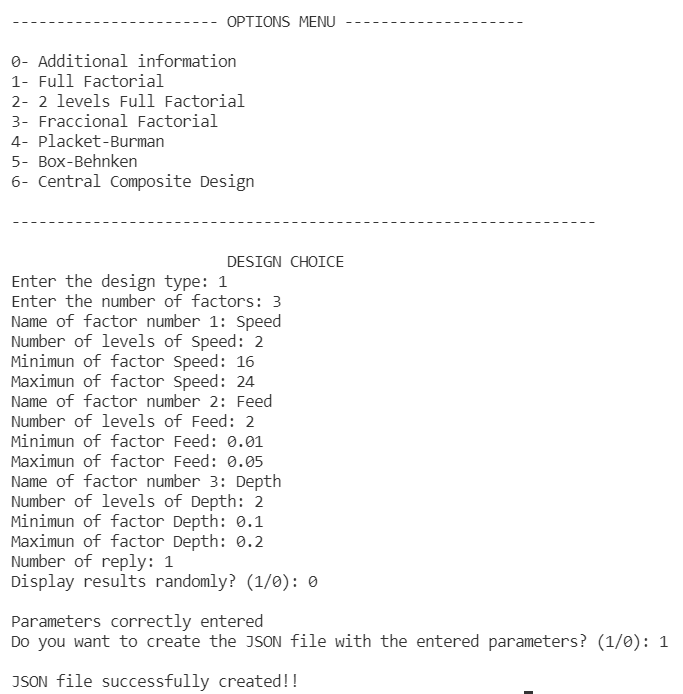 ----------------------- OPTIONS MENU --------------------
0- Additional information
1- Full Factorial
2- 2 levels Full Factorial
3- Fraccional Factorial
4- Placket-Burman
5- Box-Behnken
6- Central Composite Design
-----------------------------------------------------------------
DESIGN CHOICE
Enter the design type: 1
Enter the number of factors: 3
Name of factor number 1: Speed
Number of levels of Speed: 2
Minimun of factor Speed: 16
Maximun of factor Speed: 24
Name of factor number 2: Feed
Number of levels of Feed: 2
Minimun of factor Feed: 0.01
Maximun of factor Feed: 0.05
Name of factor number 3: Depth
Number of levels of Depth: 2
Minimun of factor Depth: 0.1
Maximun of factor Depth: 0.2
Number of reply: 1
Display results randomly? (1/0): 0
Parameters correctly entered
Do you want to create the JSON file with the entered parameters? (1/0): 1
JSON file successfully created!!